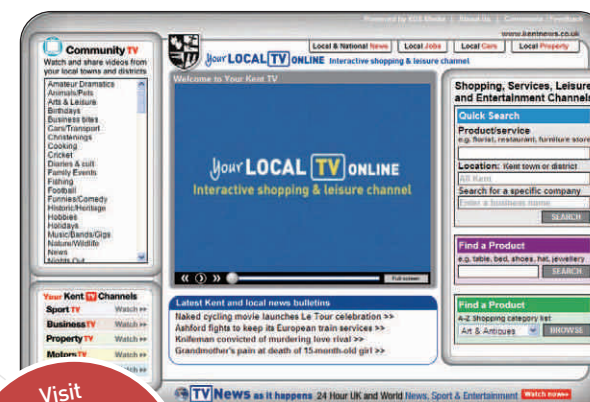 Powered by KOS Media | About Us | Comments / Feedback
www.kentnews.co.uk
Local & National News
Local Jobs
Local Cars
Local Property
Your LOCAL TV ONLINE Interactive shopping & leisure channel
Community TV
Watch and share videos from
your local towns and districts
Amateur Dramatics
Animals/Pets
Arts & Leisure
Birthdays
Business bites
Cars/Transport
Christenings
Cooking
Cricket
Diaries & cult
Family Events
Fishing
Football
Funnies/Comedy
Historic/Heritage
Hobbies
Holidays
Music/Bands/Gigs
Nature/Wildlife
News
Nights Out
Your Kent TV Channels
Sport TV Watch >>
Business TV Watch >>
Property TV Watch >>
Motors TV Watch >>
Visit
Welcome to Your Kent TV
Your LOCAL TV ONLINE
Interactive shopping & leisure channel
Full screen
Latest Kent and local news bulletins
Naked cycling movie launches Le Tour celebration >>
Ashford fights to keep its European train services >>
Knifeman convicted of murdering love rival >>
Grandmother's pain at death of 15-month-old girl >>
Shopping, Services, Leisure
and Entertainment Channels
Quick Search
Product/service
e.g. florist, restaurant, furniture store
Location: Kent town or district
All Kent
Search for a specific company
Enter a business name
SEARCH
Find a Product
e.g. table, bed, shoes, hat, jewellery
SEARCH
Find a Product
A-Z Shopping category list
Art & Antiques
BROWSE
TV News as it happens 24 Hour UK and World News, Sport & Entertainment Watch now>>